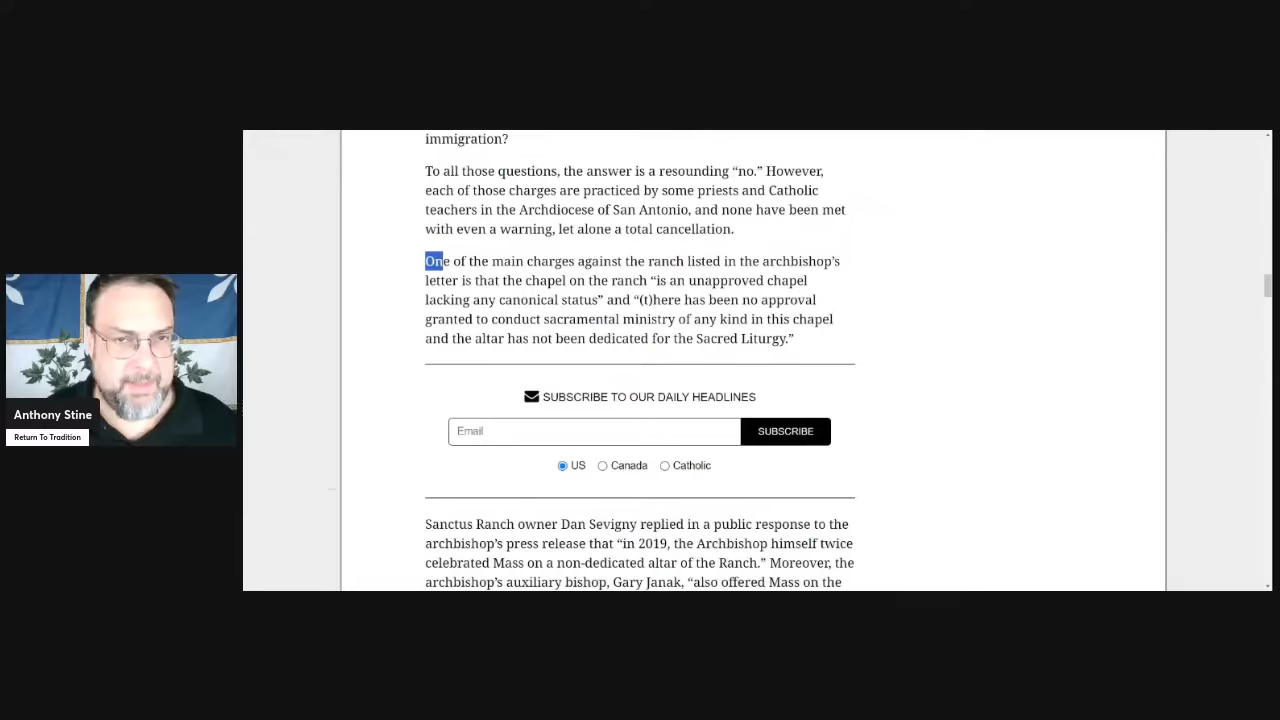 immigration?
To all those questions, the answer is a resounding “no.” However,
each of those charges are practiced by some priests and Catholic
teachers in the Archdiocese of San Antonio, and none have been met
with even a warning, let alone a total cancellation.
One of the main charges against the ranch listed in the archbishop’s
letter is that the chapel on the ranch “is an unapproved chapel
lacking any canonical status” and “(t)here has been no approval
granted to conduct sacramental ministry of any kind in this chapel
and the altar has not been dedicated for the Sacred Liturgy.”
SUBSCRIBE TO OUR DAILY HEADLINES
Email
SUBSCRIBE
US Canada Catholic
Sanctus Ranch owner Dan Sevigny replied in a public response to the
archbishop’s press release that “in 2019, the Archbishop himself twice
celebrated Mass on a non-dedicated altar of the Ranch.” Moreover, the
archbishop’s auxiliary bishop, Gary Janak, “also offered Mass on the
Anthony Stine
Return To Tradition